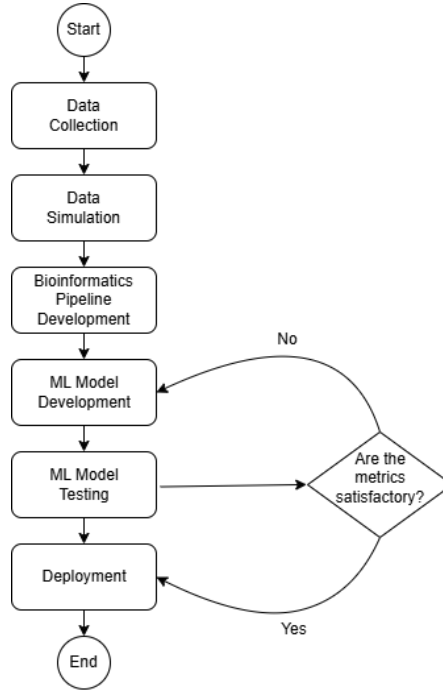 Start
Data
Collection
Data
Simulation
Bioinformatics
Pipeline
Development
ML Model
Development
No
Are the
metrics
satisfactory?
ML Model
Testing
Deployment
Yes
End